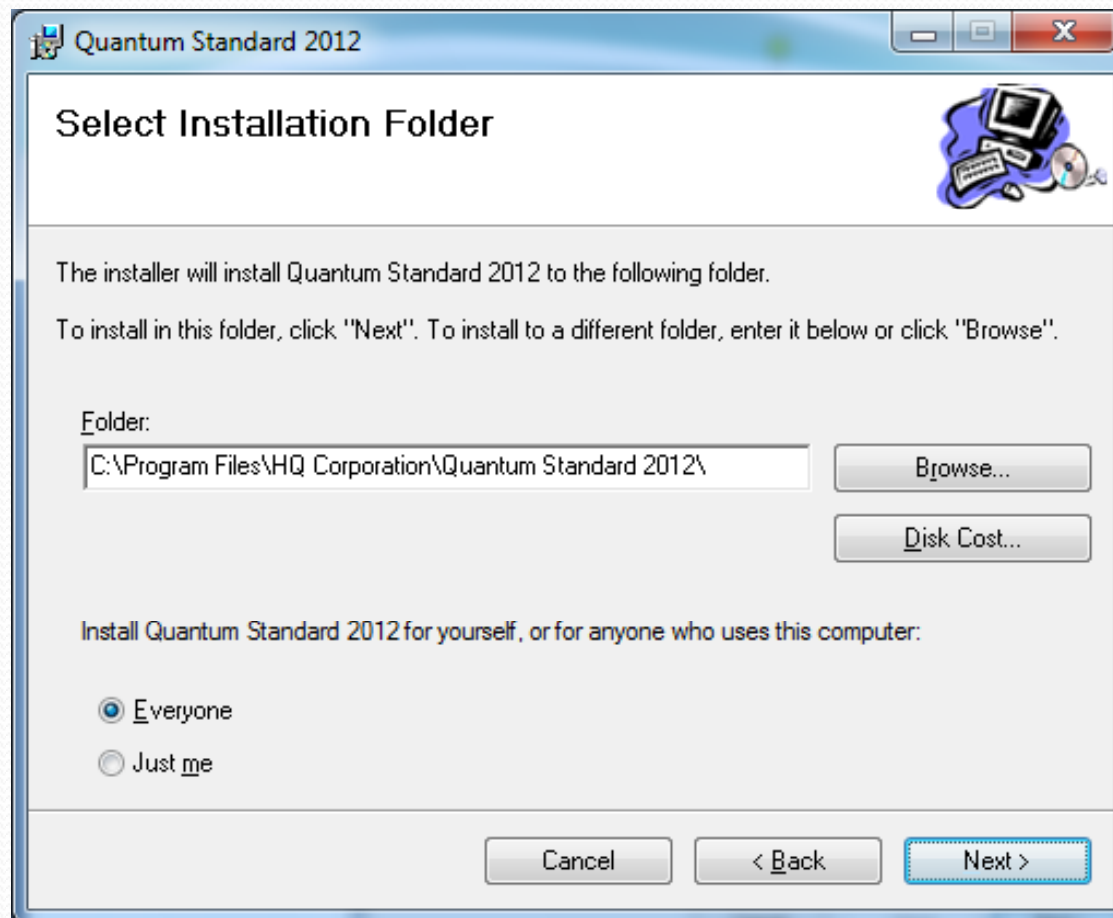 Quantum Standard 2012
Select Installation Folder
The installer will install Quantum Standard 2012 to the following folder.
To install in this folder, click "Next". To install to a different folder, enter it below or click "Browse".
Folder:
C:\Program Files\HQ Corporation\Quantum Standard 2012\
Browse...
Disk Cost...
Install Quantum Standard 2012 for yourself, or for anyone who uses this computer:
Everyone
Just me
Cancel
< Back
Next >